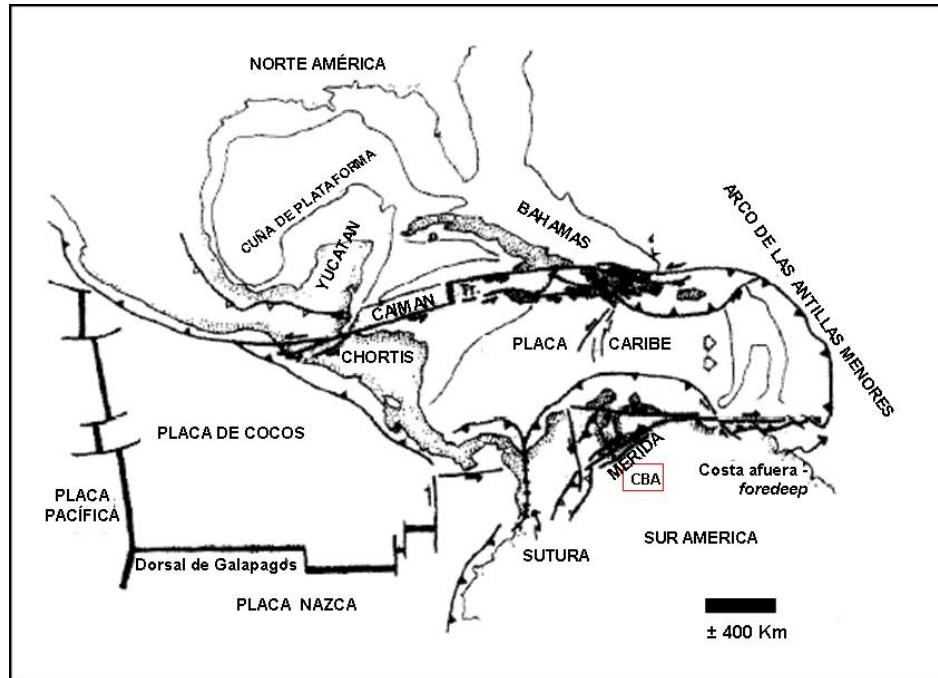 NORTE AMÉRICA
CUÑA DE PLATAFORMA
YUCATAN
BAHAMAS
ARCO DE LAS ANTILLAS MENORES
CAIMAN
CHORTIS
PLACA CARIBE
PLACA DE COCOS
MERIDA
CBA
Costa afuera -
foredeep
PLACA
PACÍFICA
SUTURA
SUR AMERICA
Dorsal de Galapagos
PLACA NAZCA
± 400 Km